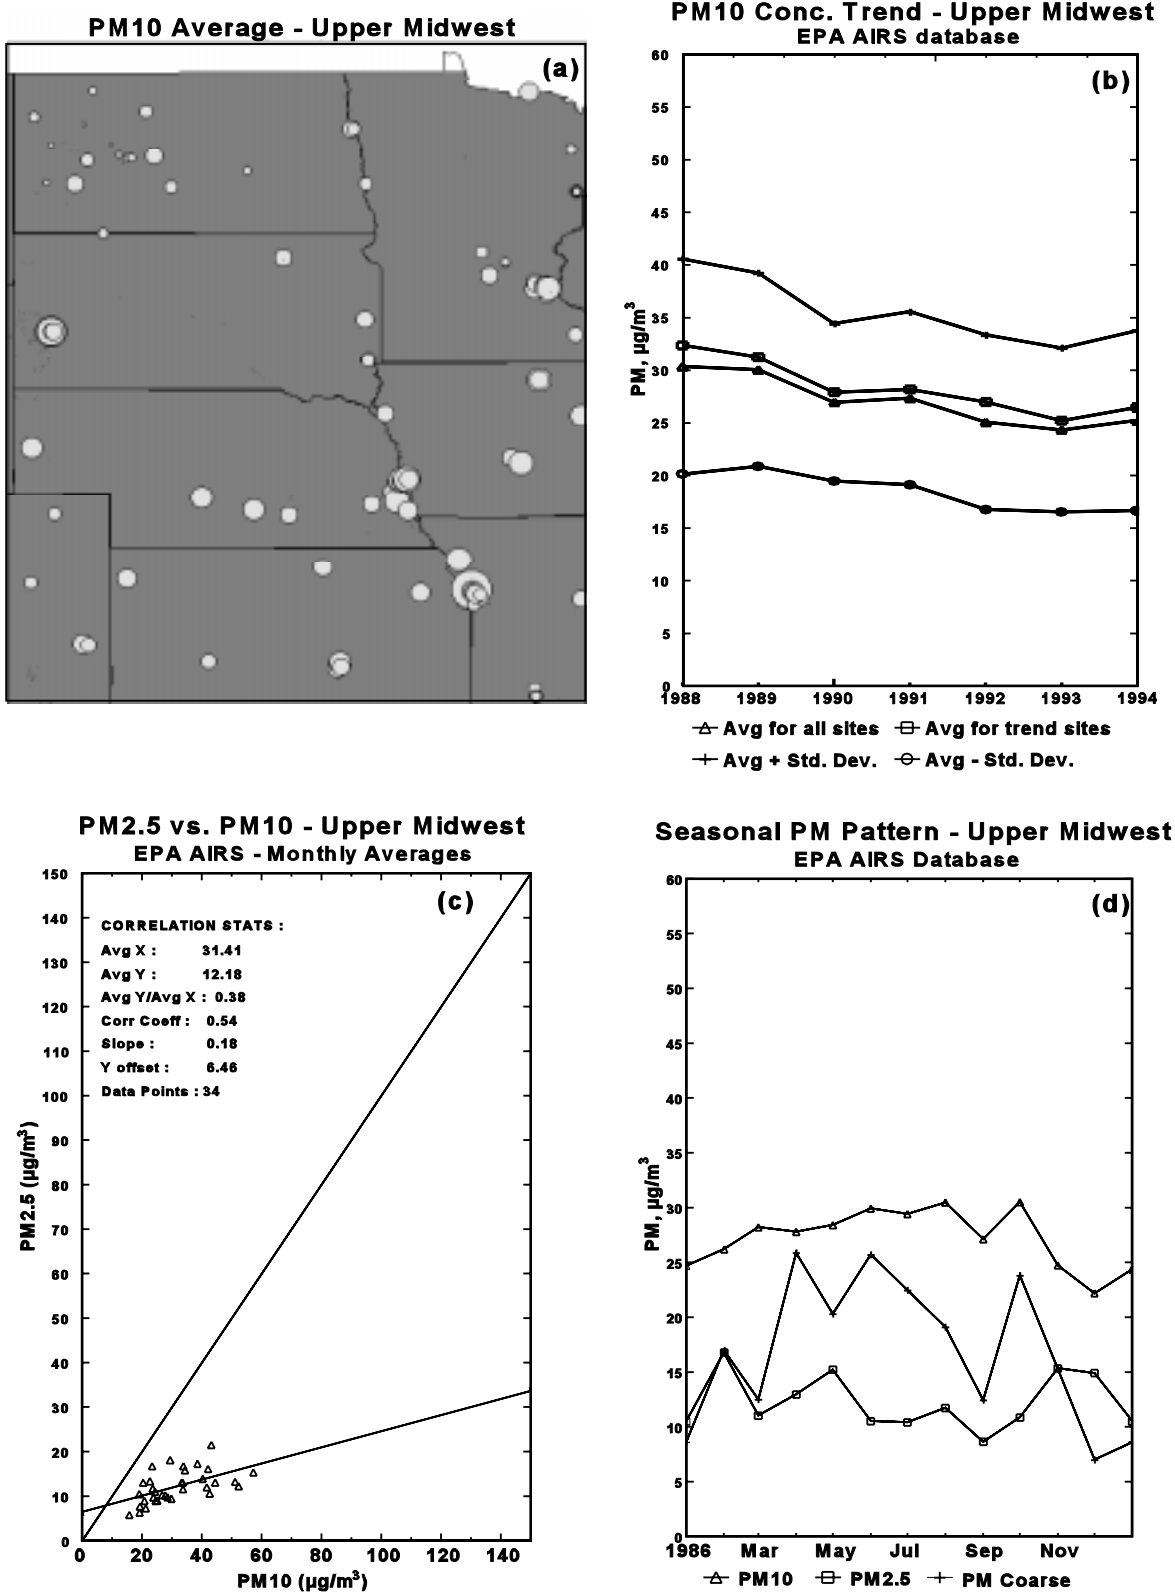 PM10 Average - Upper Midwest
(a)
PM10 Conc. Trend - Upper Midwest
EPA AIRS database
(b)
PM, µg/m³
60
55
50
45
40
35
30
25
20
15
10
5
0
1988 1989 1990 1991 1992 1993 1994
Avg for all sites Avg for trend sites
Avg + Std. Dev. Avg - Std. Dev.
PM2.5 vs. PM10 - Upper Midwest
EPA AIRS - Monthly Averages
(c)
CORRELATION STATS :
Avg X : 31.41
Avg Y : 12.18
Avg Y/Avg X : 0.38
Corr Coeff : 0.54
Slope : 0.18
Y offset : 6.46
Data Points : 34
PM2.5 (µg/m³)
150
140
130
120
110
100
90
80
70
60
50
40
30
20
10
0
0 20 40 60 80 100 120 140
PM10 (µg/m³)
Seasonal PM Pattern - Upper Midwest
EPA AIRS Database
(d)
PM, µg/m³
60
55
50
45
40
35
30
25
20
15
10
5
0
1986 Mar May Jul Sep Nov
PM10 PM2.5 PM Coarse